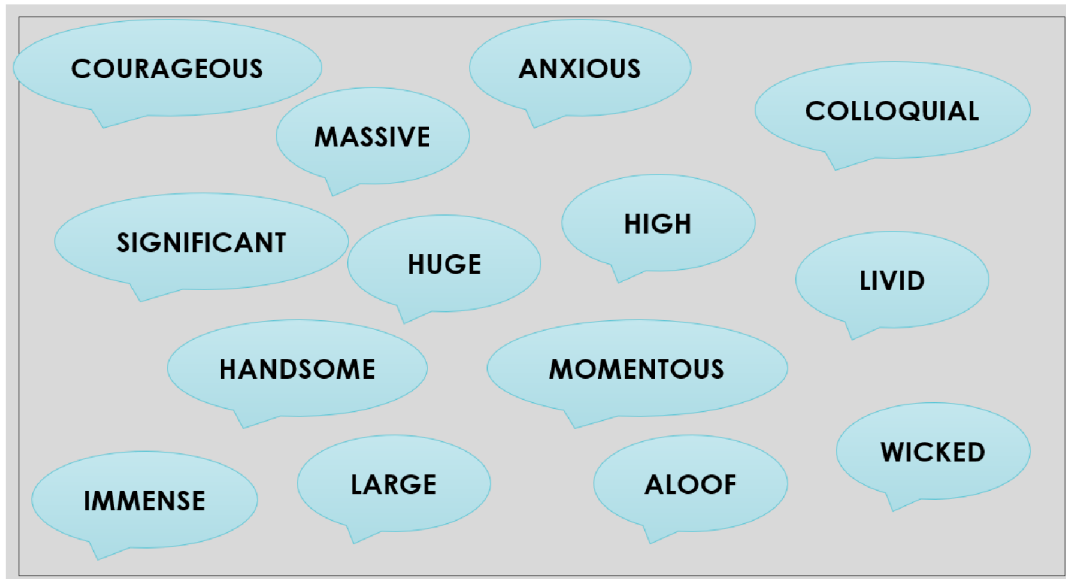 COURAGEOUS
ANXIOUS
COLLOQUIAL
MASSIVE
SIGNIFICANT
HUGE
HIGH
LIVID
HANDSOME
MOMENTOUS
WICKED
IMMENSE
LARGE
ALOOF